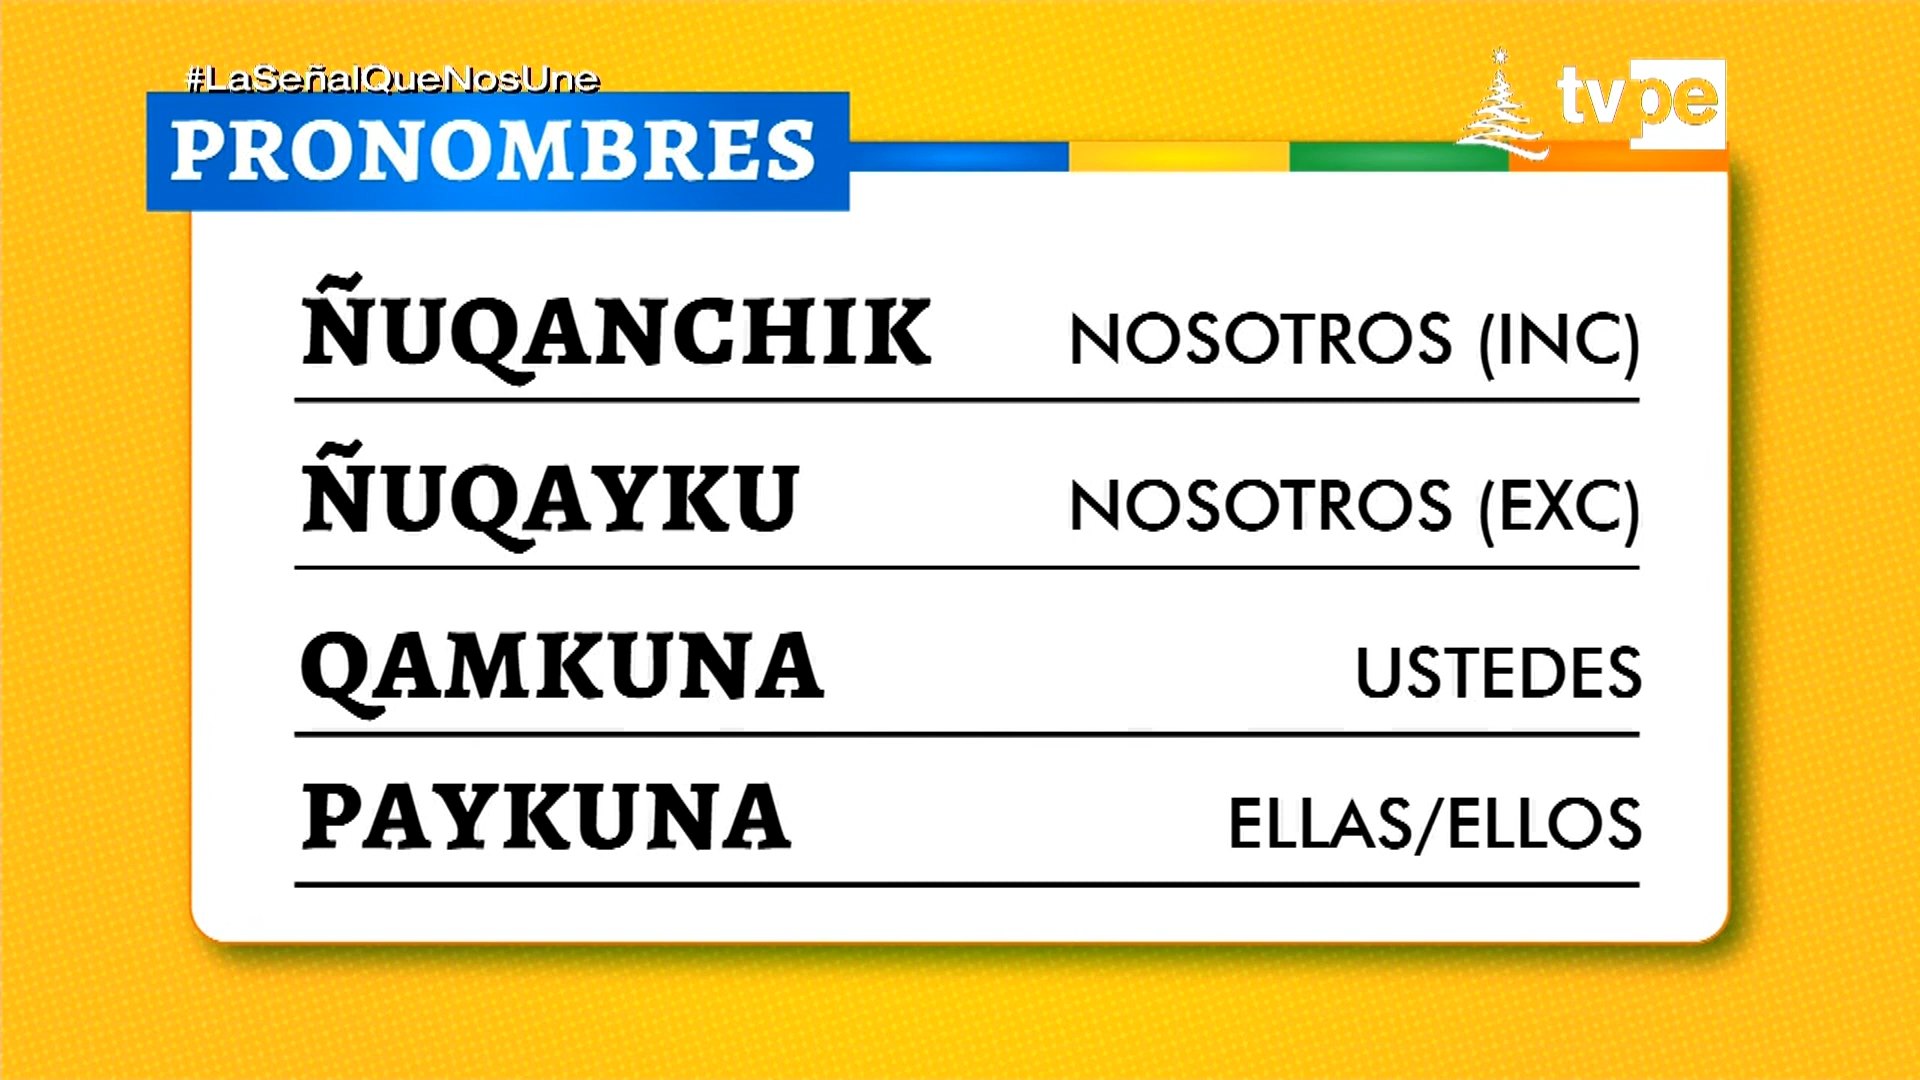 #LaSeñalQueNosUne
tvpe
PRONOMBRES
ÑUQANCHIK NOSOTROS (INC)
ÑUQAYKU NOSOTROS (EXC)
QAMKUNA USTEDES
PAYKUNA ELLAS/ELLOS